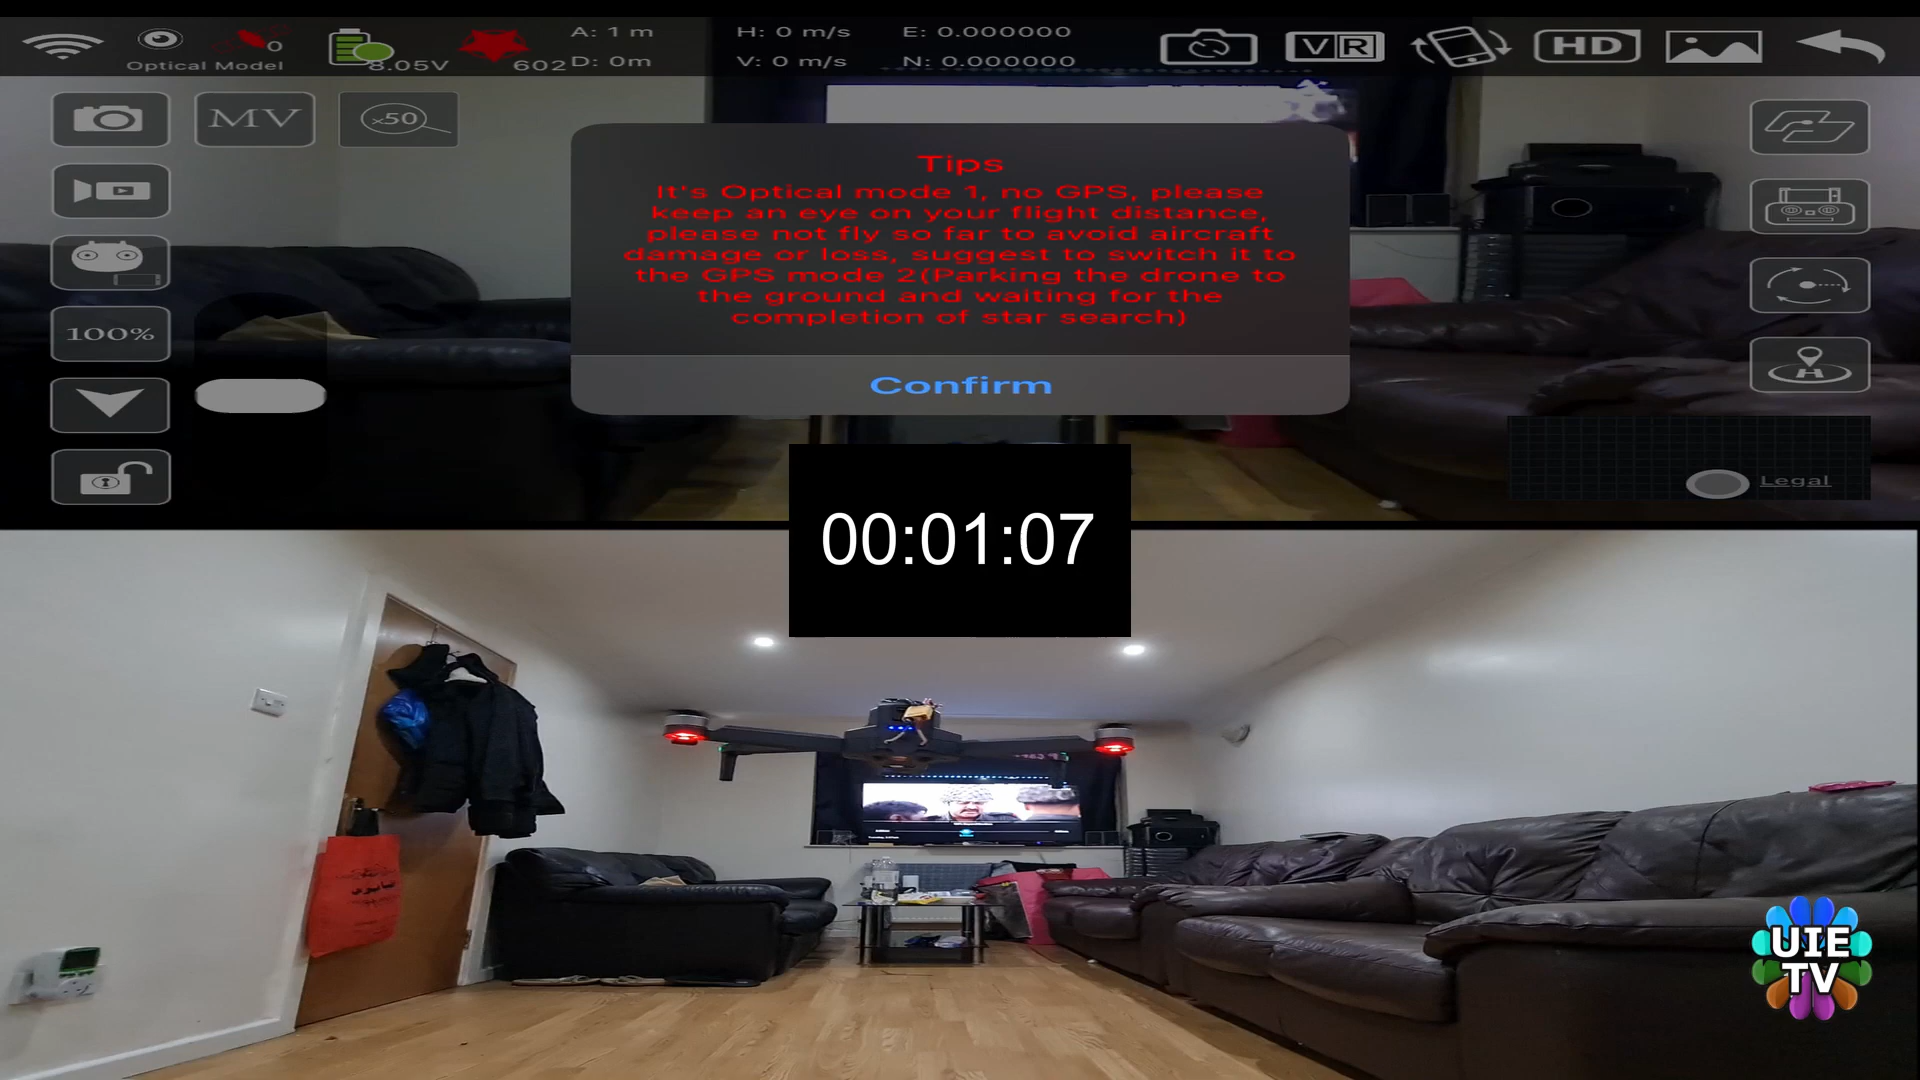 0
Optical Model
8.05V
602
A: 1 m
D: 0m
H: 0 m/s
V: 0 m/s
E: 0.000000
N: 0.000000
VR
HD
MV
x50
100%
Tips
It's Optical mode 1, no GPS, please
keep an eye on your flight distance,
please not fly so far to avoid aircraft
damage or loss, suggest to switch it to
the GPS mode 2(Parking the drone to
the ground and waiting for the
completion of star search)
Confirm
H
Legal
00:01:07
UIE
TV